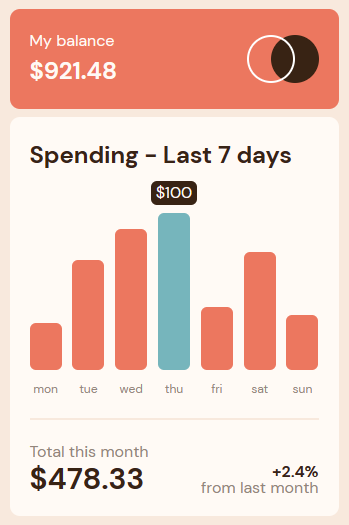 My balance
$921.48
Spending - Last 7 days
$100
mon tue wed thu fri sat sun
Total this month
$478.33
+2.4%
from last month